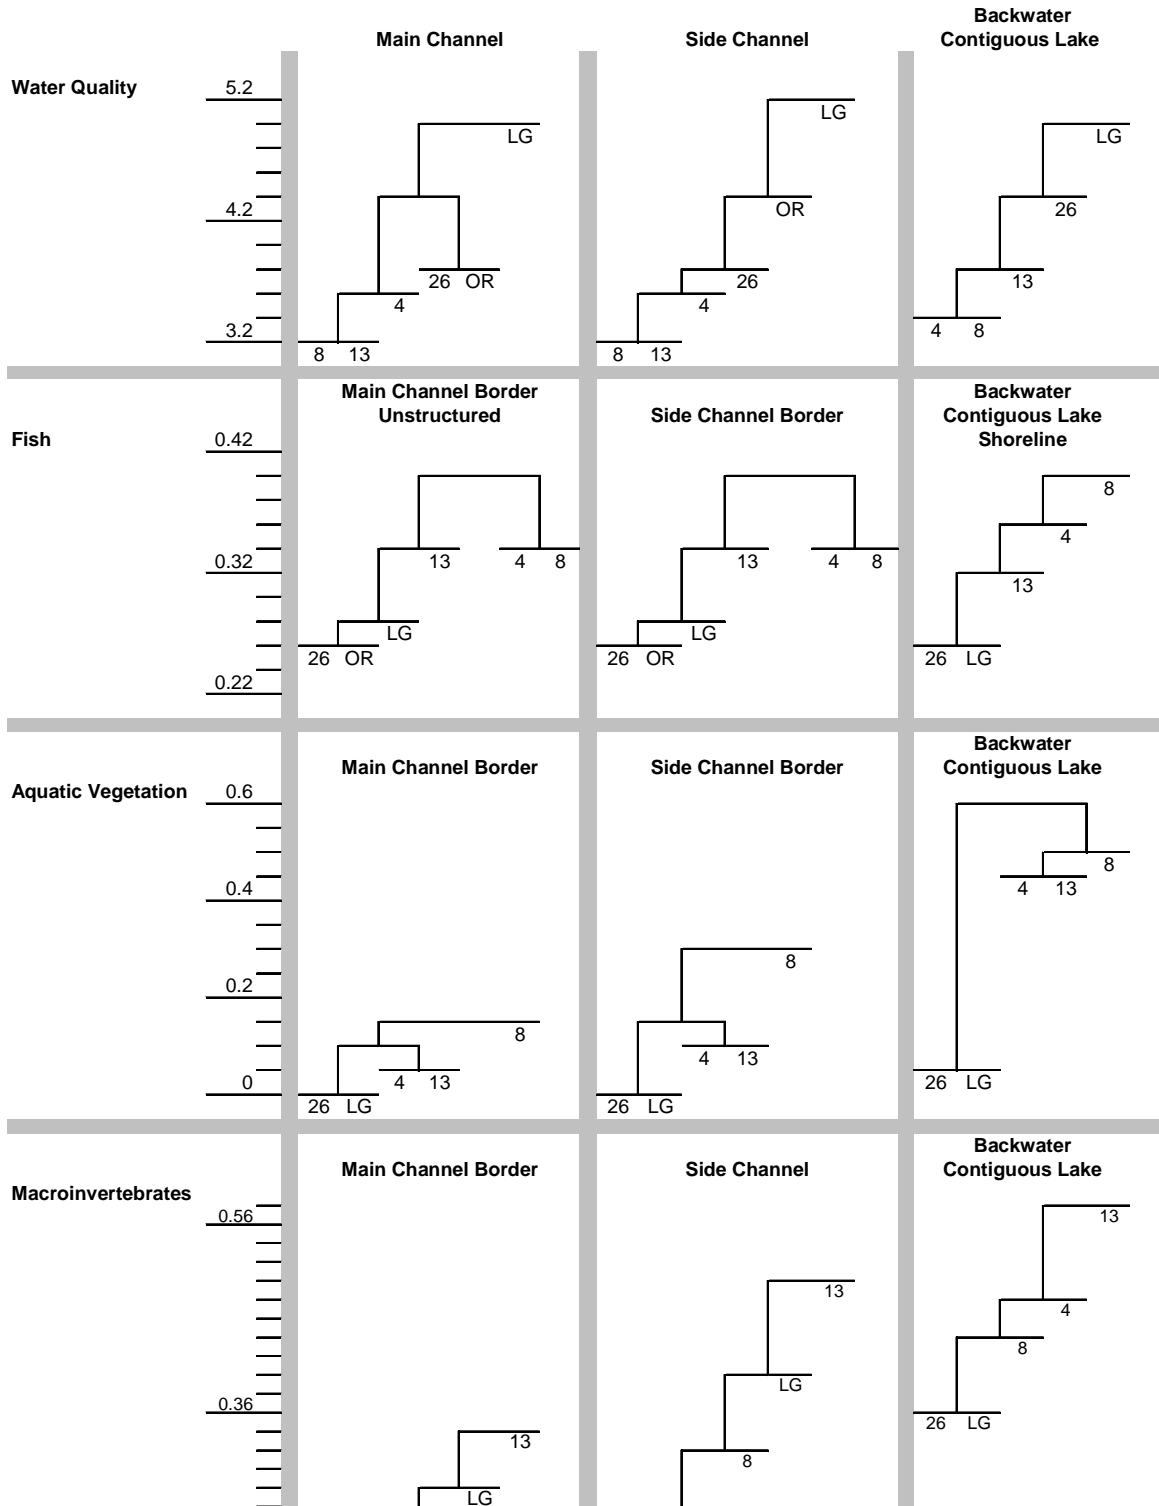 Backwater
Main Channel Side Channel Contiguous Lake
Water Quality 5.2
LG LG LG
4.2 OR 26
26 OR 26 13
4 4
3.2 4 8
8 13 8 13
Main Channel Border Backwater
Unstructured Side Channel Border Contiguous Lake
Fish 0.42 Shoreline
8
4
0.32 13 4 8 13 4 8
13
LG LG
26 OR 26 OR 26 LG
0.22
Backwater
Main Channel Border Side Channel Border Contiguous Lake
Aquatic Vegetation 0.6
8
0.4 4 13
8
0.2
8
4 13
0 4 13 26 LG
26 LG 26 LG
Backwater
Main Channel Border Side Channel Contiguous Lake
Macroinvertebrates
0.56 13
13 4
8
LG
0.36 26 LG
13
8
LG